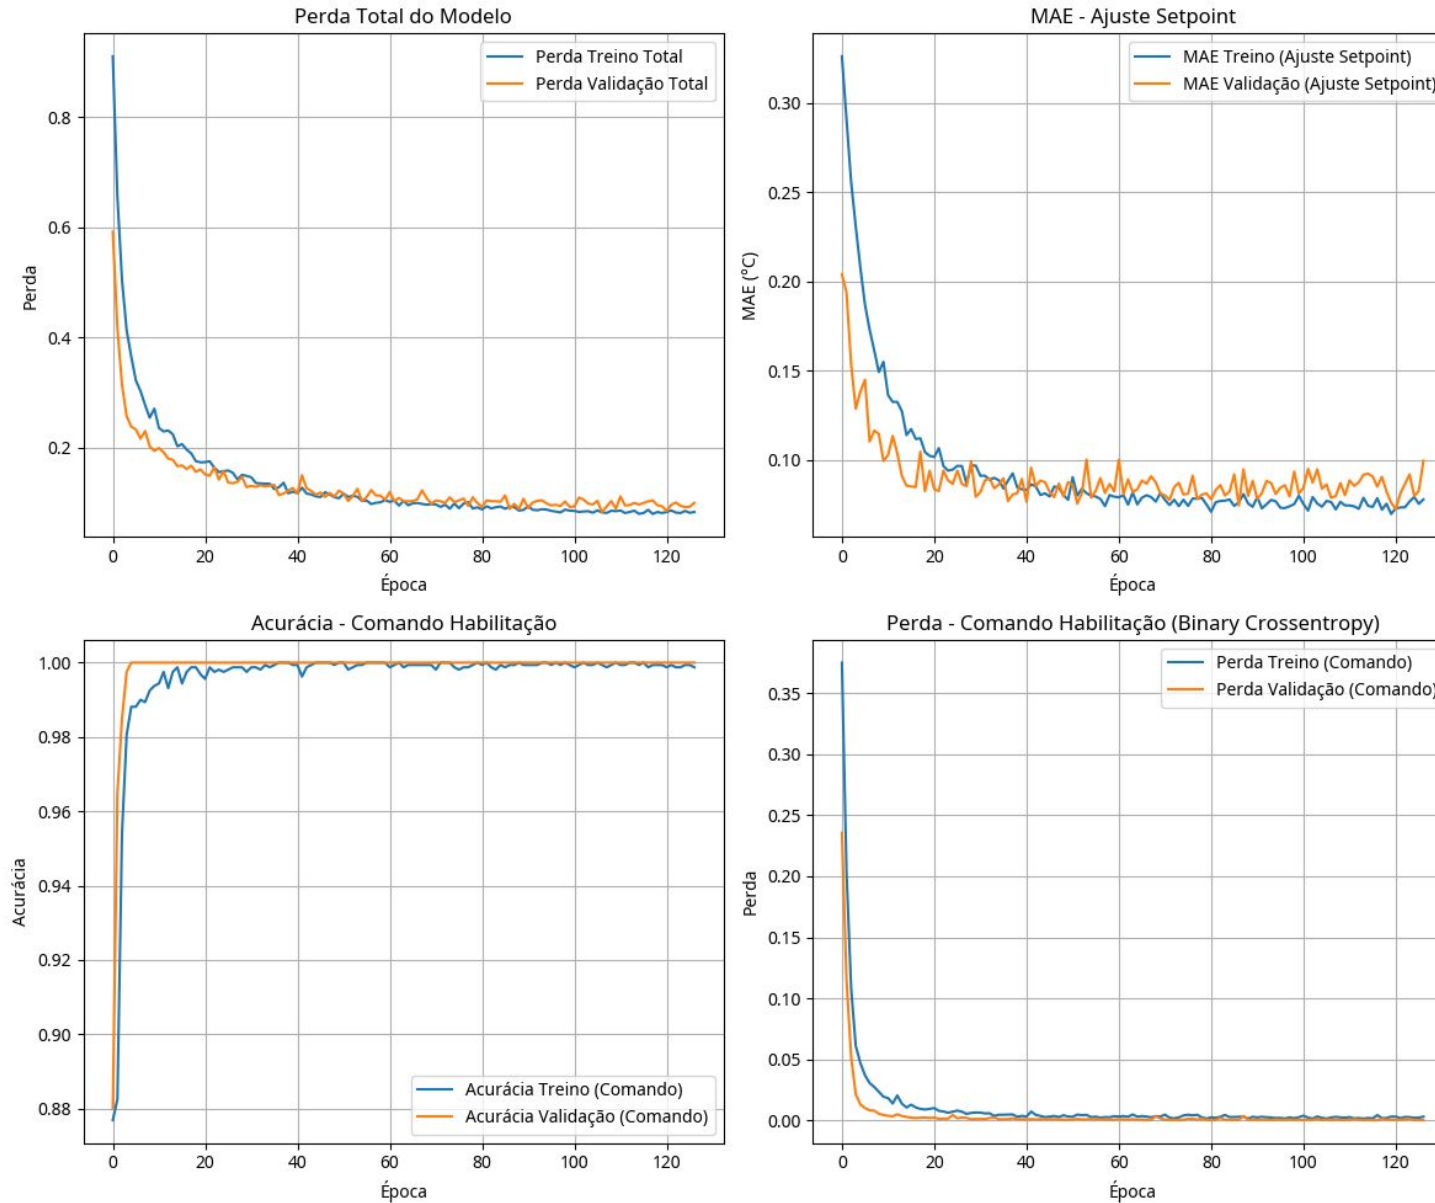 Perda Total do Modelo
Perda Treino Total
Perda Validação Total
0.8
0.6
0.4
0.2
Perda
0
20
40
60
80
100
120
Época
MAE - Ajuste Setpoint
MAE Treino (Ajuste Setpoint)
MAE Validação (Ajuste Setpoint)
0.30
0.25
0.20
0.15
0.10
MAE (°C)
0
20
40
60
80
100
120
Época
Acurácia - Comando Habilitação
1.00
0.98
0.96
0.94
0.92
0.90
0.88
Acurácia
Acurácia Treino (Comando)
Acurácia Validação (Comando)
0
20
40
60
80
100
120
Época
Perda - Comando Habilitação (Binary Crossentropy)
Perda Treino (Comando)
Perda Validação (Comando)
0.35
0.30
0.25
0.20
0.15
0.10
0.05
0.00
Perda
0
20
40
60
80
100
120
Época